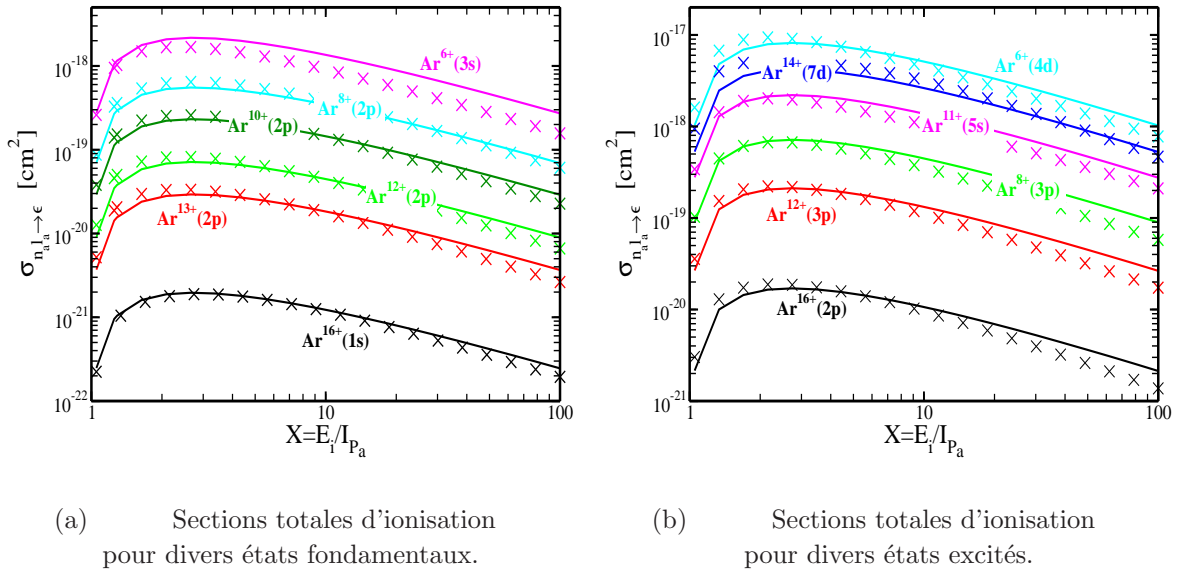 10^-18
10^-19
10^-20
10^-21
10^-22
σ_{n_a l_a→ϵ} [cm²]
Ar^6+(3s)
Ar^8+(2p)
Ar^10+(2p)
Ar^12+(2p)
Ar^13+(2p)
Ar^16+(1s)
1 10 100
X=E_i/I_{P_a}
10^-17
10^-18
10^-19
10^-20
10^-21
σ_{n_a l_a→ϵ} [cm²]
Ar^6+(4d)
Ar^14+(7d)
Ar^11+(5s)
Ar^8+(3p)
Ar^12+(3p)
Ar^16+(2p)
1 10 100
X=E_i/I_{P_a}
(a) Sections totales d'ionisation
pour divers états fondamentaux.
(b) Sections totales d'ionisation
pour divers états excités.